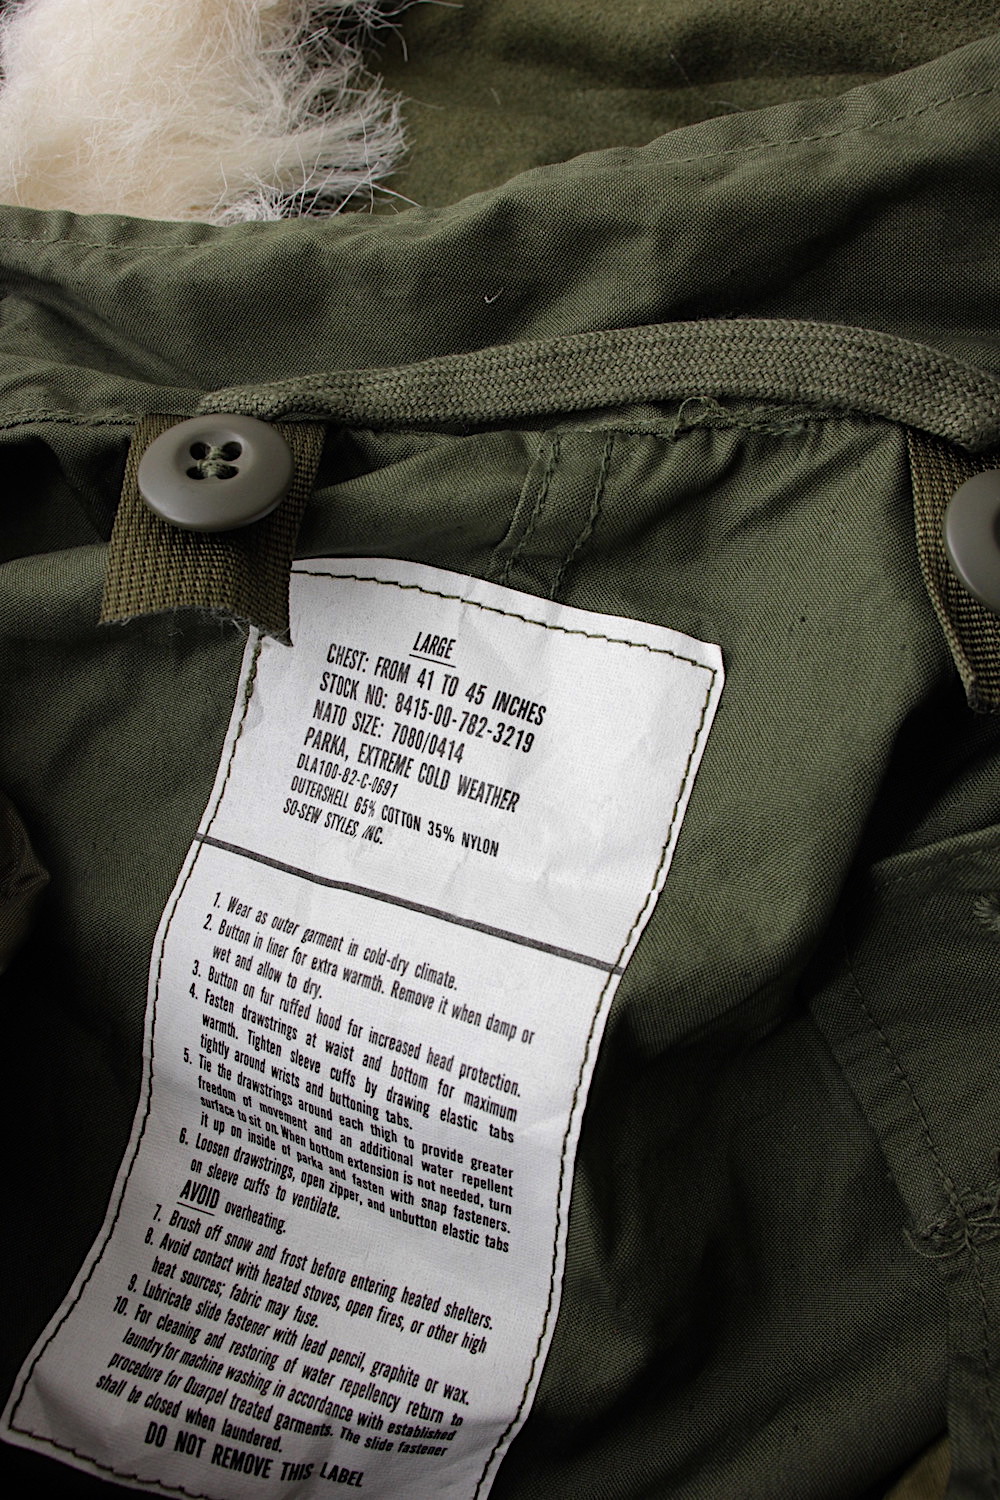 LARGE
CHEST: FROM 41 TO 45 INCHES
STOCK NO: 8415-00-782-3219
NATO SIZE: 7080/0414
PARKA, EXTREME COLD WEATHER
DLA100-82-C-0691
OUTERSHELL 65% COTTON 35% NYLON
SO-SEW STYLES, INC.
1. Wear as outer garment in cold-dry climate.
2. Button in liner for extra warmth. Remove it when damp or
wet and allow to dry.
3. Button on fur ruffed hood for increased head protection.
4. Fasten drawstrings at waist and bottom for maximum
warmth. Tighten sleeve cuffs by drawing elastic tabs
tightly around wrists and buttoning tabs.
5. Tie the drawstrings around each thigh to provide greater
freedom of movement and an additional water repellent
surface to sit on. When bottom extension is not needed, turn
it up on inside of parka and fasten with snap fasteners.
6. Loosen drawstrings, open zipper, and unbutton elastic tabs
on sleeve cuffs to ventilate.
AVOID overheating.
7. Brush off snow and frost before entering heated shelters.
8. Avoid contact with heated stoves, open fires, or other high
heat sources; fabric may fuse.
9. Lubricate slide fastener with lead pencil, graphite or wax.
10. For cleaning and restoring of water repellency return to
laundry for machine washing in accordance with established
procedure for Quarpel treated garments. The slide fastener
shall be closed when laundered.
DO NOT REMOVE THIS LABEL